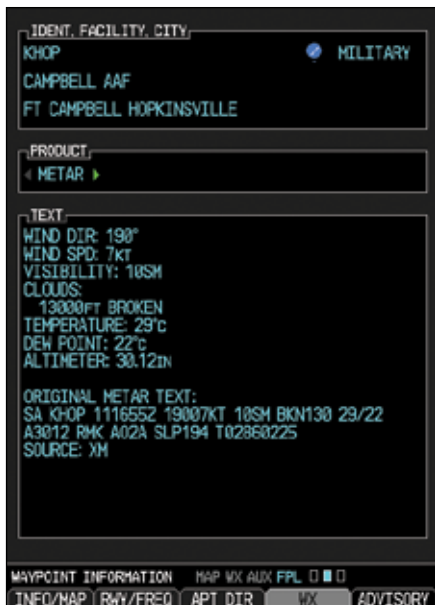 IDENT, FACILITY, CITY
KHOP MILITARY
CAMPBELL AAF
FT CAMPBELL HOPKINSVILLE
PRODUCT
METAR
TEXT
WIND DIR: 190°
WIND SPD: 7KT
VISIBILITY: 10SM
CLOUDS:
13000FT BROKEN
TEMPERATURE: 29°C
DEW POINT: 22°C
ALTIMETER: 30.12IN
ORIGINAL METAR TEXT:
SA KHOP 111655Z 19007KT 10SM BKN130 29/22
A3012 RMK AO2A SLP194 T02860225
SOURCE: XM
WAYPOINT INFORMATION MAP WX AUX FPL
INFO/MAP RWY/FREQ APT DIR WX ADVISORY